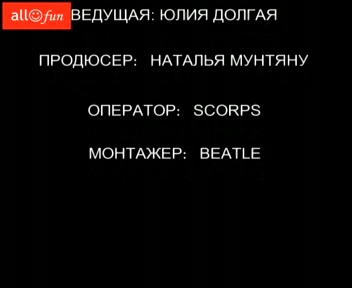 all☺fun
ВЕДУЩАЯ: ЮЛИЯ ДОЛГАЯ
ПРОДЮСЕР: НАТАЛЬЯ МУНТЯНУ
ОПЕРАТОР: SCORPS
МОНТАЖЕР: BEATLE